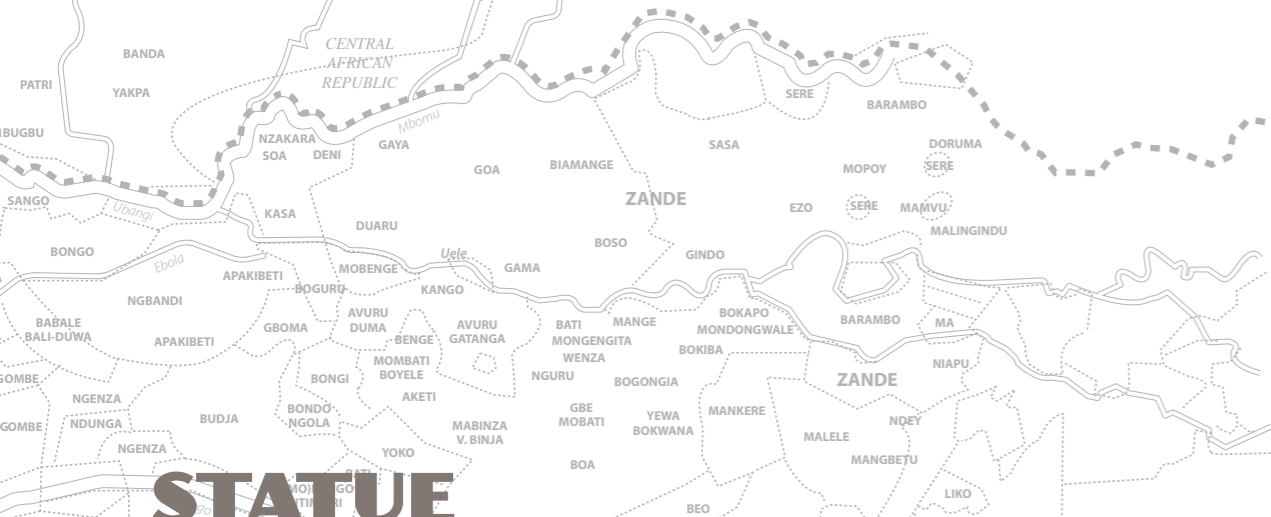 BANDA
CENTRAL
AFRICAN
REPUBLIC
PATRI
YAKPA
SERE
BARAMBO
Mbomu
BUGBU
NZAKARA
SOA
DENI
GAYA
SASA
DORUMA
GOA
BIAMANGE
MOPOY
SERE
SANGO
Ubangi
KASA
ZANDE
EZO
SERE
MAMVU
DUARU
MALINGINDU
BONGO
Ebola
BOSO
GINDO
Uele
APAKIBETI
MOBENGE
GAMA
BOGURU
KANGO
NGBANDI
BABALE
BALI-DUWA
GBOMA
AVURU
DUMA
AVURU
GATANGA
BATI
MONGENGITA
WENZA
MANGE
BOKAPO
MONDONGWALE
BARAMBO
MA
APAKIBETI
BENGE
BOKIBA
MOMBATI
BOYELE
NIAPU
GOMBE
BONGI
NGURU
BOGONGIA
ZANDE
NGENZA
AKETI
BUDJA
BONDO
NGOLA
GBE
MOBATI
YEWA
BOKWANA
MANKERE
GOMBE
NDUNGA
MABINZA
V. BINJA
NDEY
MALELE
NGENZA
YOKO
BOA
MANGBETU
BATI
STATUE
LIKO
BEO